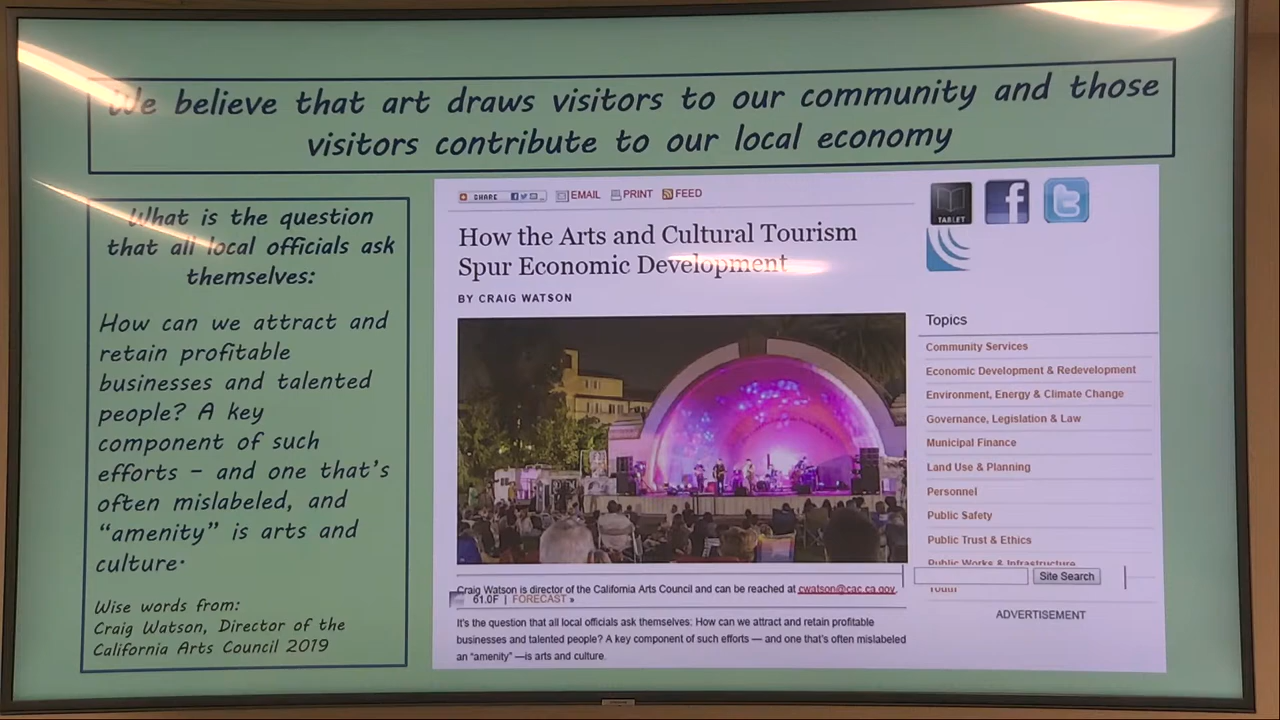 We believe that art draws visitors to our community and those
visitors contribute to our local economy
What is the question
that all local officials ask
themselves:
How can we attract and
retain profitable
businesses and talented
people? A key
component of such
efforts – and one that's
often mislabeled, and
“amenity” is arts and
culture.
Wise words from:
Craig Watson, Director of the
California Arts Council 2019
SHARE
EMAIL
PRINT
FEED
How the Arts and Cultural Tourism
Spur Economic Development
BY CRAIG WATSON
Craig Watson is director of the California Arts Council and can be reached at cwatson@cac.ca.gov.
61.0F | FORECAST »
It's the question that all local officials ask themselves: How can we attract and retain profitable
businesses and talented people? A key component of such efforts — and one that's often mislabeled
an “amenity” —is arts and culture.
TABLET
Topics
Community Services
Economic Development & Redevelopment
Environment, Energy & Climate Change
Governance, Legislation & Law
Municipal Finance
Land Use & Planning
Personnel
Public Safety
Public Trust & Ethics
Public Works & Infrastructure
Site Search
Youth
ADVERTISEMENT